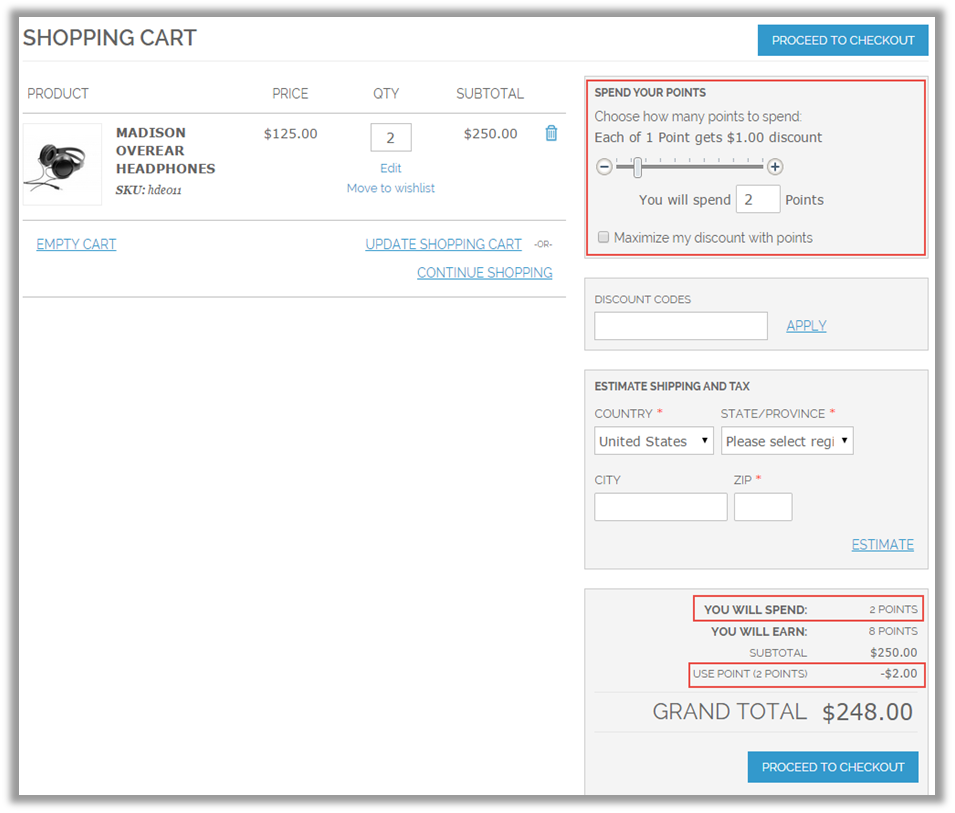 SHOPPING CART
PROCEED TO CHECKOUT
PRODUCT PRICE QTY SUBTOTAL
MADISON
OVEREAR
HEADPHONES
SKU: hde011
$125.00
2
Edit
Move to wishlist
$250.00
EMPTY CART
UPDATE SHOPPING CART -OR-
CONTINUE SHOPPING
SPEND YOUR POINTS
Choose how many points to spend:
Each of 1 Point gets $1.00 discount
You will spend 2 Points
Maximize my discount with points
DISCOUNT CODES
APPLY
ESTIMATE SHIPPING AND TAX
COUNTRY * STATE/PROVINCE *
United States Please select regi
CITY ZIP *
ESTIMATE
YOU WILL SPEND: 2 POINTS
YOU WILL EARN: 8 POINTS
SUBTOTAL $250.00
USE POINT (2 POINTS) -$2.00
GRAND TOTAL $248.00
PROCEED TO CHECKOUT